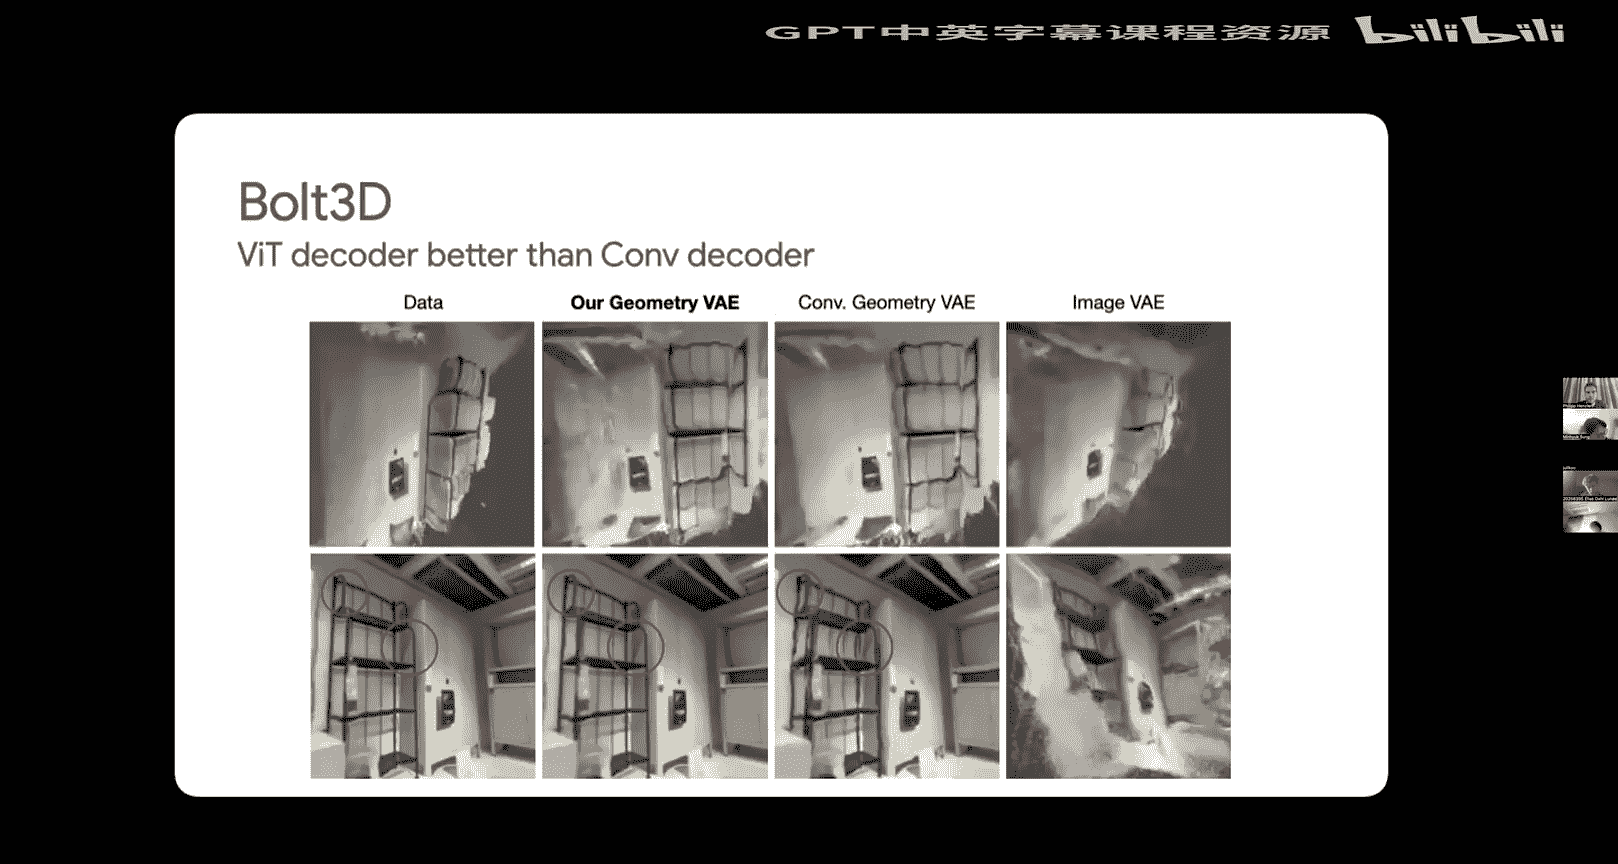 GPT中英字幕课程资源 bilibili
Bolt3D
ViT decoder better than Conv decoder
Data Our Geometry VAE Conv. Geometry VAE Image VAE